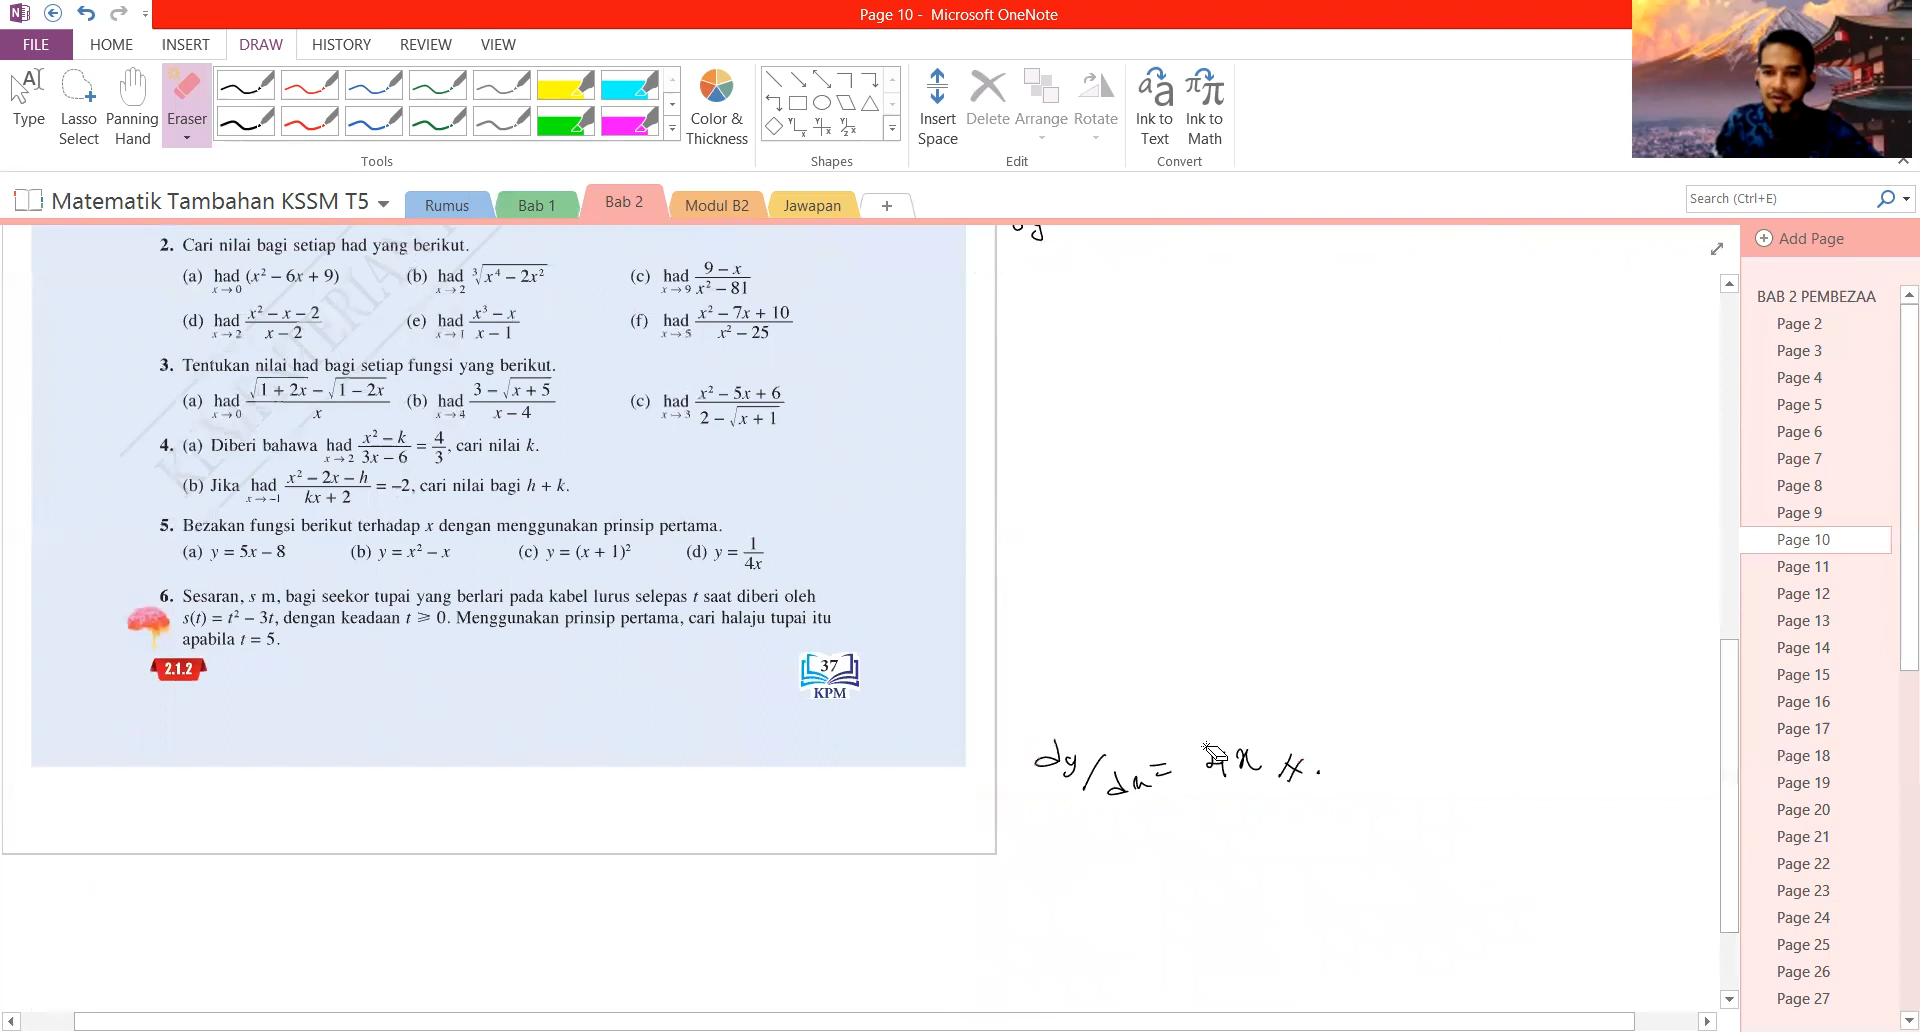 Page 10 - Microsoft OneNote
FILE HOME INSERT DRAW HISTORY REVIEW VIEW
Type Lasso Select Panning Hand Eraser
Color & Thickness
Insert Space Delete Arrange Rotate
Ink to Text Ink to Math
Tools Shapes Edit Convert
Matematik Tambahan KSSM T5 Rumus Bab 1 Bab 2 Modul B2 Jawapan +
Search (Ctrl+E)
2. Cari nilai bagi setiap had yang berikut.
(a) had x→0 (x² − 6x + 9) (b) had x→2 ∛(x⁴ − 2x²) (c) had x→9 (9 − x)/(x² − 81)
(d) had x→2 (x² − x − 2)/(x − 2) (e) had x→1 (x³ − x)/(x − 1) (f) had x→5 (x² − 7x + 10)/(x² − 25)
3. Tentukan nilai had bagi setiap fungsi yang berikut.
(a) had x→0 (√(1 + 2x) − √(1 − 2x))/x (b) had x→4 (3 − √(x + 5))/(x − 4) (c) had x→3 (x² − 5x + 6)/(2 − √(x + 1))
4. (a) Diberi bahawa had x→2 (x² − k)/(3x − 6) = 4/3, cari nilai k.
(b) Jika had x→−1 (x² − 2x − h)/(kx + 2) = −2, cari nilai bagi h + k.
5. Bezakan fungsi berikut terhadap x dengan menggunakan prinsip pertama.
(a) y = 5x − 8 (b) y = x² − x (c) y = (x + 1)² (d) y = 1/4x
6. Sesaran, s m, bagi seekor tupai yang berlari pada kabel lurus selepas t saat diberi oleh
s(t) = t² − 3t, dengan keadaan t ⩾ 0. Menggunakan prinsip pertama, cari halaju tupai itu
apabila t = 5.
2.1.2
37
KPM
dy/dx = 4x #.
Add Page
BAB 2 PEMBEZAA
Page 2
Page 3
Page 4
Page 5
Page 6
Page 7
Page 8
Page 9
Page 10
Page 11
Page 12
Page 13
Page 14
Page 15
Page 16
Page 17
Page 18
Page 19
Page 20
Page 21
Page 22
Page 23
Page 24
Page 25
Page 26
Page 27